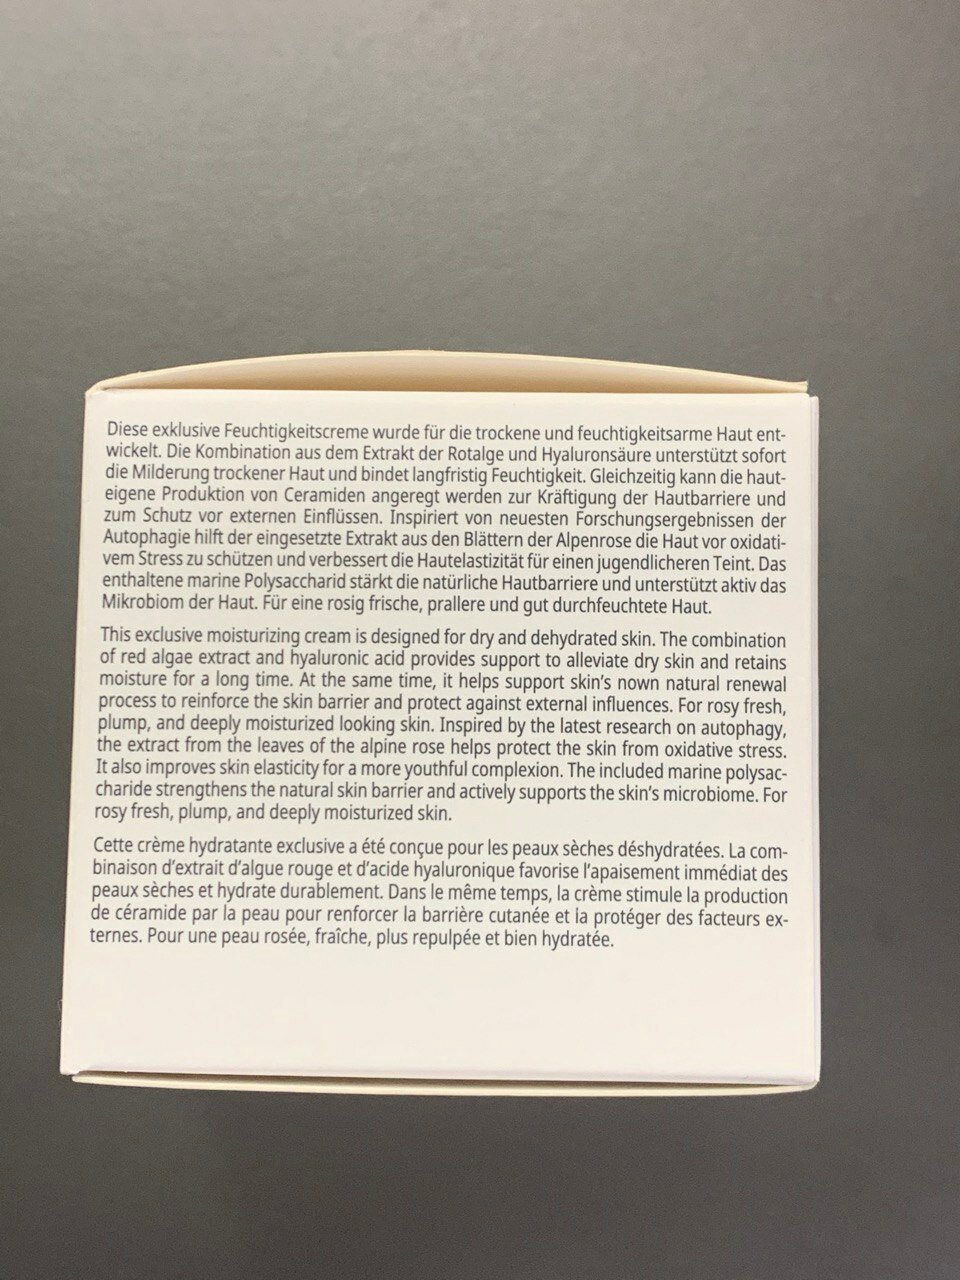 Diese exklusive Feuchtigkeitscreme wurde für die trockene und feuchtigkeitsarme Haut ent-
wickelt. Die Kombination aus dem Extrakt der Rotalge und Hyaluronsäure unterstützt sofort
die Milderung trockener Haut und bindet langfristig Feuchtigkeit. Gleichzeitig kann die haut-
eigene Produktion von Ceramiden angeregt werden zur Kräftigung der Hautbarriere und
zum Schutz vor externen Einflüssen. Inspiriert von neuesten Forschungsergebnissen der
Autophagie hilft der eingesetzte Extrakt aus den Blättern der Alpenrose die Haut vor oxidati-
vem Stress zu schützen und verbessert die Hautelastizität für einen jugendlicheren Teint. Das
enthaltene marine Polysaccharid stärkt die natürliche Hautbarriere und unterstützt aktiv das
Mikrobiom der Haut. Für eine rosig frische, prallere und gut durchfeuchtete Haut.
This exclusive moisturizing cream is designed for dry and dehydrated skin. The combination
of red algae extract and hyaluronic acid provides support to alleviate dry skin and retains
moisture for a long time. At the same time, it helps support skin’s nown natural renewal
process to reinforce the skin barrier and protect against external influences. For rosy fresh,
plump, and deeply moisturized looking skin. Inspired by the latest research on autophagy,
the extract from the leaves of the alpine rose helps protect the skin from oxidative stress.
It also improves skin elasticity for a more youthful complexion. The included marine polysac-
charide strengthens the natural skin barrier and actively supports the skin’s microbiome. For
rosy fresh, plump, and deeply moisturized skin.
Cette crème hydratante exclusive a été conçue pour les peaux sèches déshydratées. La com-
binaison d’extrait d’algue rouge et d’acide hyaluronique favorise l’apaisement immédiat des
peaux sèches et hydrate durablement. Dans le même temps, la crème stimule la production
de céramide par la peau pour renforcer la barrière cutanée et la protéger des facteurs ex-
ternes. Pour une peau rosée, fraîche, plus repulpée et bien hydratée.